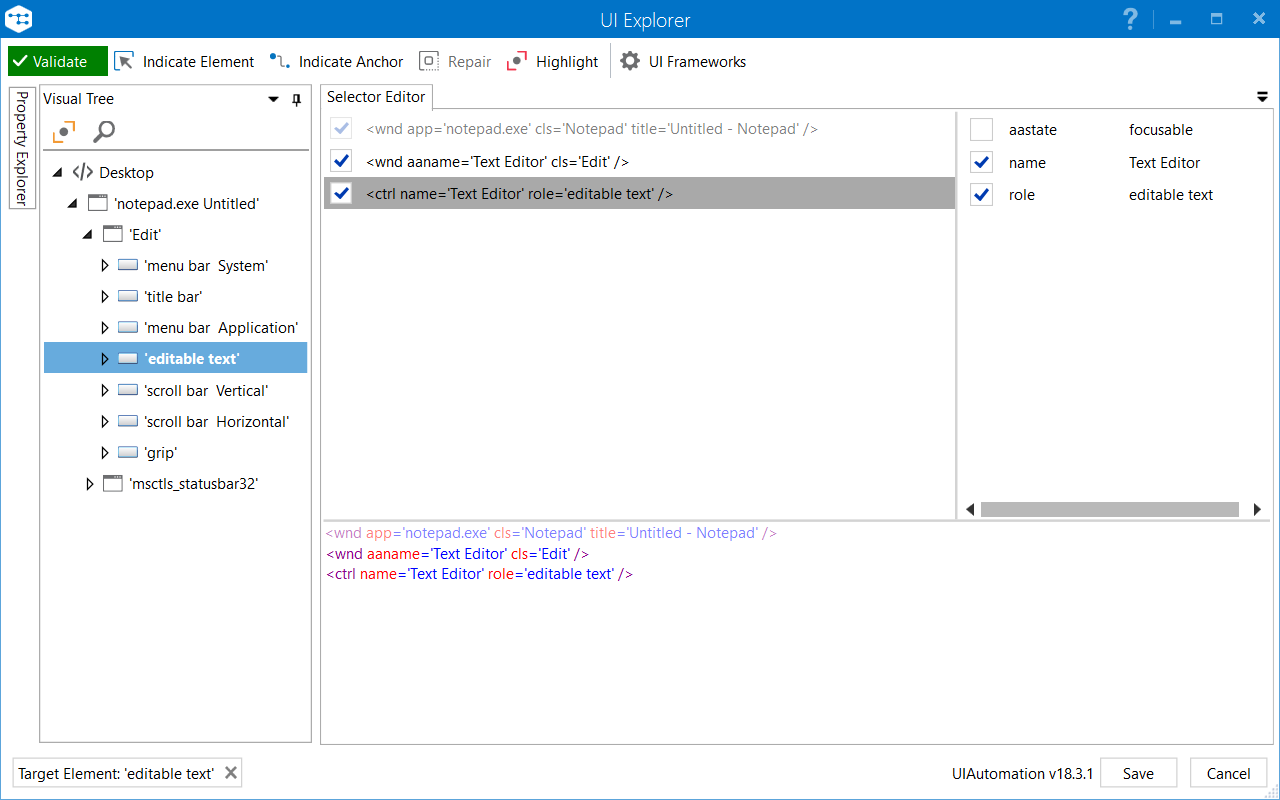 UI Explorer
?
Validate Indicate Element Indicate Anchor Repair Highlight UI Frameworks
Property Explorer
Visual Tree
</> Desktop
'notepad.exe Untitled'
'Edit'
'menu bar System'
'title bar'
'menu bar Application'
'editable text'
'scroll bar Vertical'
'scroll bar Horizontal'
'grip'
'msctls_statusbar32'
Selector Editor
<wnd app='notepad.exe' cls='Notepad' title='Untitled - Notepad' />
<wnd aaname='Text Editor' cls='Edit' />
<ctrl name='Text Editor' role='editable text' />
aastate focusable
name Text Editor
role editable text
<wnd app='notepad.exe' cls='Notepad' title='Untitled - Notepad' />
<wnd aaname='Text Editor' cls='Edit' />
<ctrl name='Text Editor' role='editable text' />
Target Element: 'editable text'
UIAutomation v18.3.1 Save Cancel